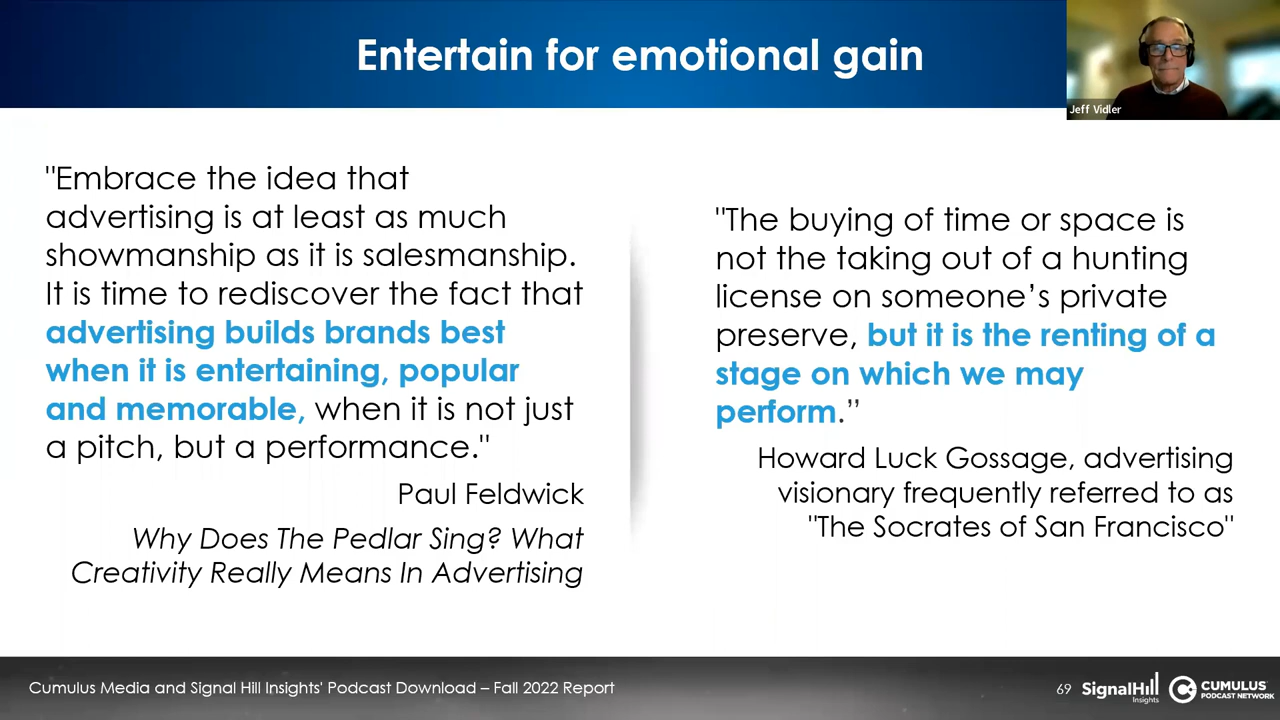 Entertain for emotional gain
Jeff Vidler
"Embrace the idea that
advertising is at least as much
showmanship as it is salesmanship.
It is time to rediscover the fact that
advertising builds brands best
when it is entertaining, popular
and memorable, when it is not just
a pitch, but a performance."
Paul Feldwick
Why Does The Pedlar Sing? What
Creativity Really Means In Advertising
"The buying of time or space is
not the taking out of a hunting
license on someone’s private
preserve, but it is the renting of a
stage on which we may
perform.”
Howard Luck Gossage, advertising
visionary frequently referred to as
"The Socrates of San Francisco"
Cumulus Media and Signal Hill Insights' Podcast Download – Fall 2022 Report
69
SignalHill
Insights
CUMULUS
PODCAST NETWORK